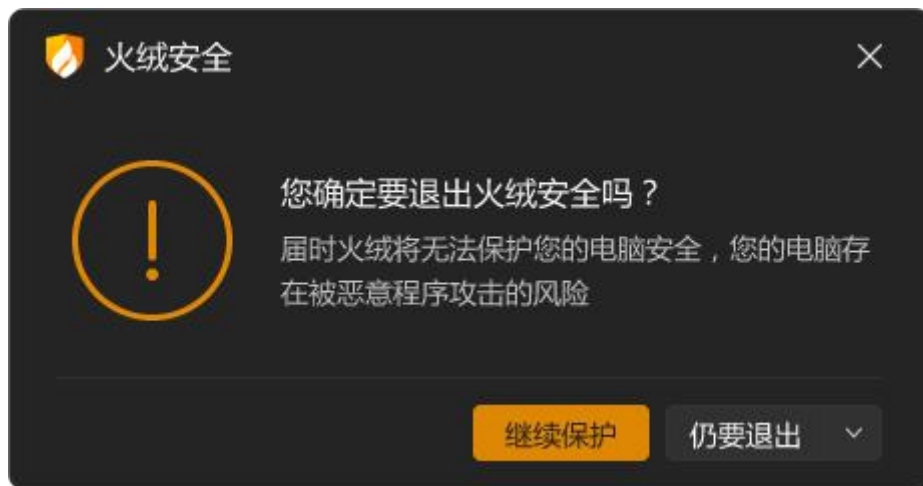 火绒安全
您确定要退出火绒安全吗？
届时火绒将无法保护您的电脑安全，您的电脑存
在被恶意程序攻击的风险
继续保护 仍要退出